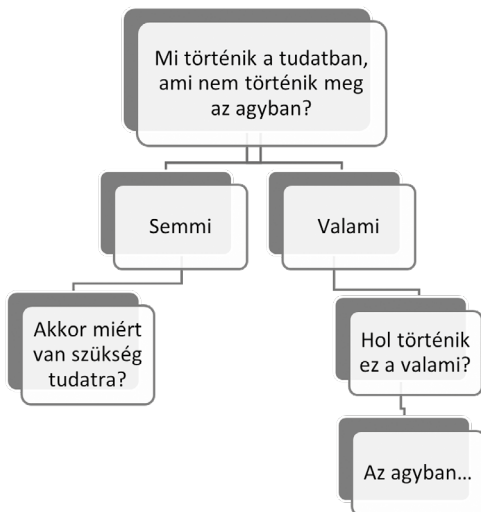 Mi történik a tudatban,
ami nem történik meg
az agyban?
Semmi
Valami
Akkor miért
van szükség
tudatra?
Hol történik
ez a valami?
Az agyban...